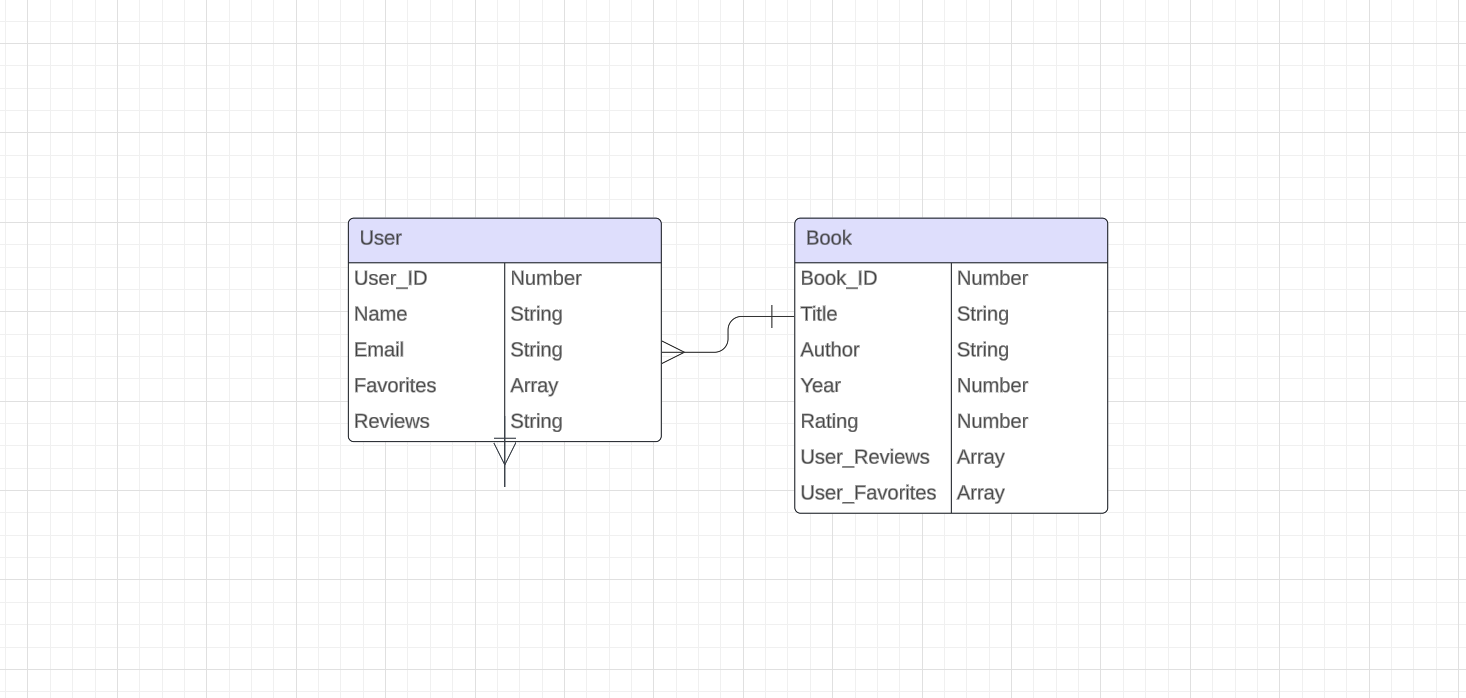 User
User_ID Number
Name String
Email String
Favorites Array
Reviews String
Book
Book_ID Number
Title String
Author String
Year Number
Rating Number
User_Reviews Array
User_Favorites Array